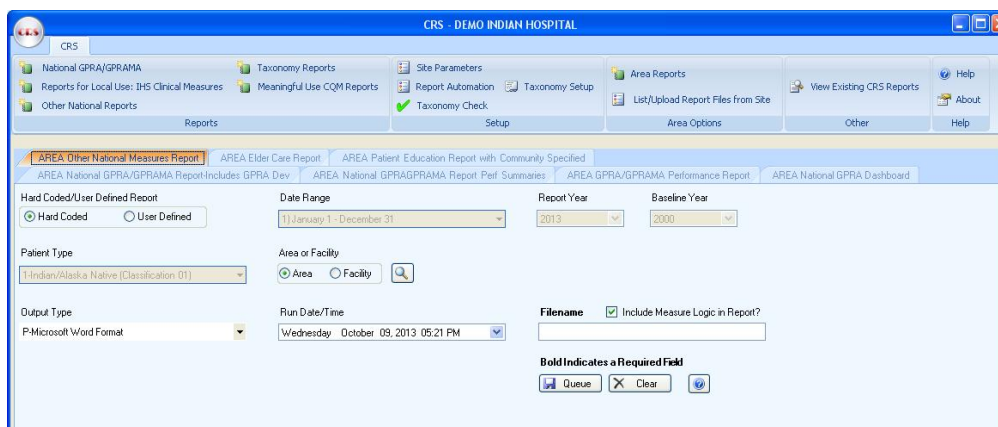 CRS - DEMO INDIAN HOSPITAL
CRS
CRS
National GPRA/GPRAMA
Reports for Local Use: IHS Clinical Measures
Other National Reports
Taxonomy Reports
Meaningful Use CQM Reports
Reports
Site Parameters
Report Automation
Taxonomy Setup
Taxonomy Check
Setup
Area Reports
List/Upload Report Files from Site
Area Options
View Existing CRS Reports
Other
Help
About
Help
AREA Other National Measures Report
AREA Elder Care Report
AREA Patient Education Report with Community Specified
AREA National GPRA/GPRAMA Report-Includes GPRA Dev
AREA National GPRAGPRAMA Report Perf Summaries
AREA GPRA/GPRAMA Performance Report
AREA National GPRA Dashboard
Hard Coded/User Defined Report
Hard Coded
User Defined
Date Range
1) January 1 - December 31
Report Year
2013
Baseline Year
2000
Patient Type
1-Indian/Alaska Native (Classification 01)
Area or Facility
Area
Facility
Output Type
P-Microsoft Word Format
Run Date/Time
Wednesday October 09, 2013 05:21 PM
Filename
Include Measure Logic in Report?
Bold Indicates a Required Field
Queue
Clear